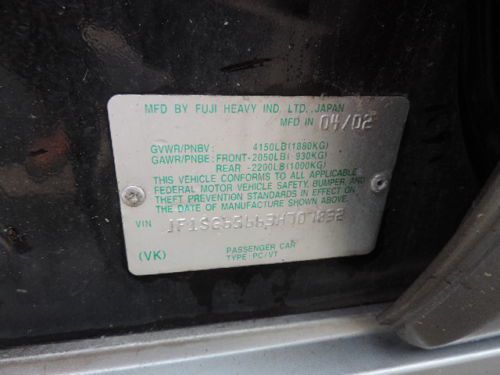 MFD BY FUJI HEAVY IND. LTD., JAPAN
MFD IN 04/02
GVWR/PNBV: 4150LB(1880KG)
GAWR/PNBE: FRONT-2050LB( 930KG)
REAR -2200LB(1000KG)
THIS VEHICLE CONFORMS TO ALL APPLICABLE
FEDERAL MOTOR VEHICLE SAFETY, BUMPER, AND
THEFT PREVENTION STANDARDS IN EFFECT ON
THE DATE OF MANUFACTURE SHOWN ABOVE.
VIN
(VK)
PASSENGER CAR
TYPE PC/VT